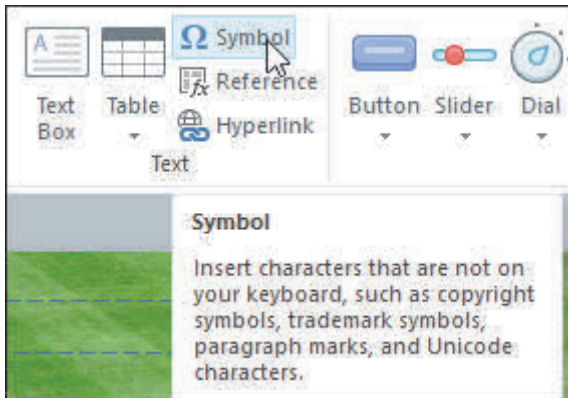 Symbol
Reference
Hyperlink
Text Box
Table
Text
Button
Slider
Dial
Symbol
Insert characters that are not on
your keyboard, such as copyright
symbols, trademark symbols,
paragraph marks, and Unicode
characters.